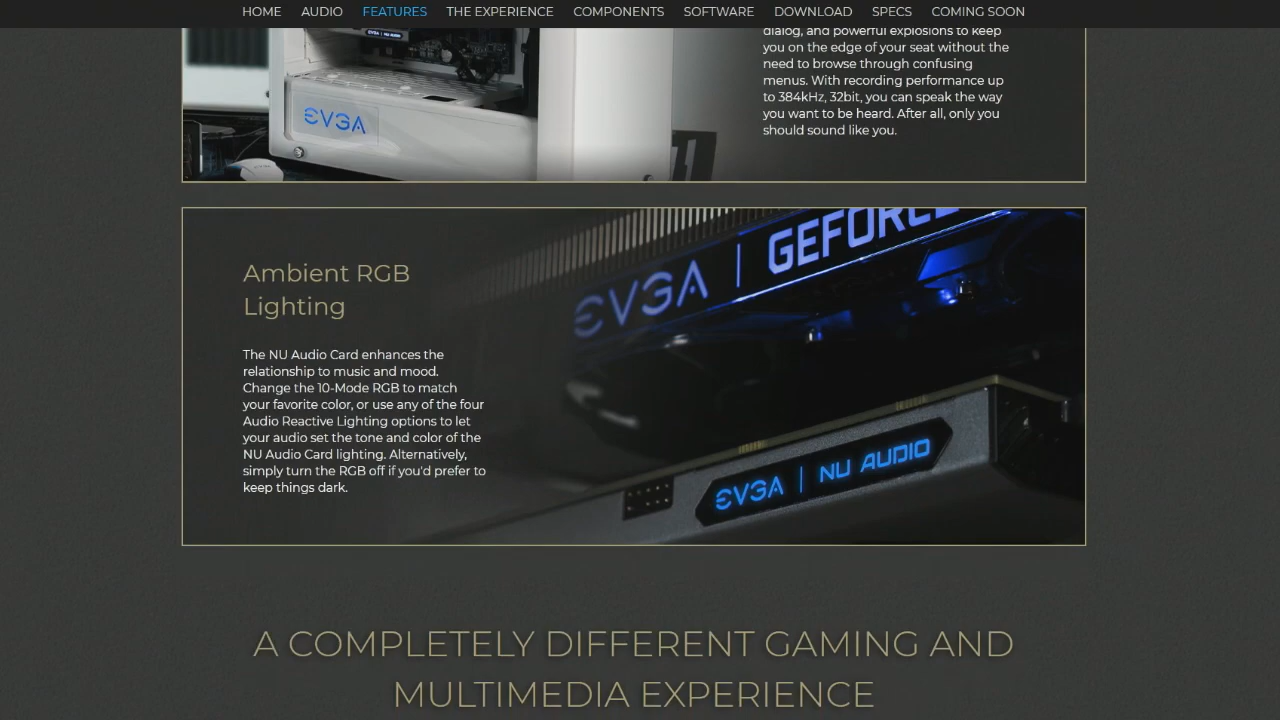 HOME AUDIO FEATURES THE EXPERIENCE COMPONENTS SOFTWARE DOWNLOAD SPECS COMING SOON
dialog, and powerful explosions to keep
you on the edge of your seat without the
need to browse through confusing
menus. With recording performance up
to 384kHz, 32bit, you can speak the way
you want to be heard. After all, only you
should sound like you.
EVGA | NU AUDIO
EVGA
Ambient RGB
Lighting
The NU Audio Card enhances the
relationship to music and mood.
Change the 10-Mode RGB to match
your favorite color, or use any of the four
Audio Reactive Lighting options to let
your audio set the tone and color of the
NU Audio Card lighting. Alternatively,
simply turn the RGB off if you'd prefer to
keep things dark.
EVGA | GEFORCE
EVGA | NU AUDIO
A COMPLETELY DIFFERENT GAMING AND
MULTIMEDIA EXPERIENCE